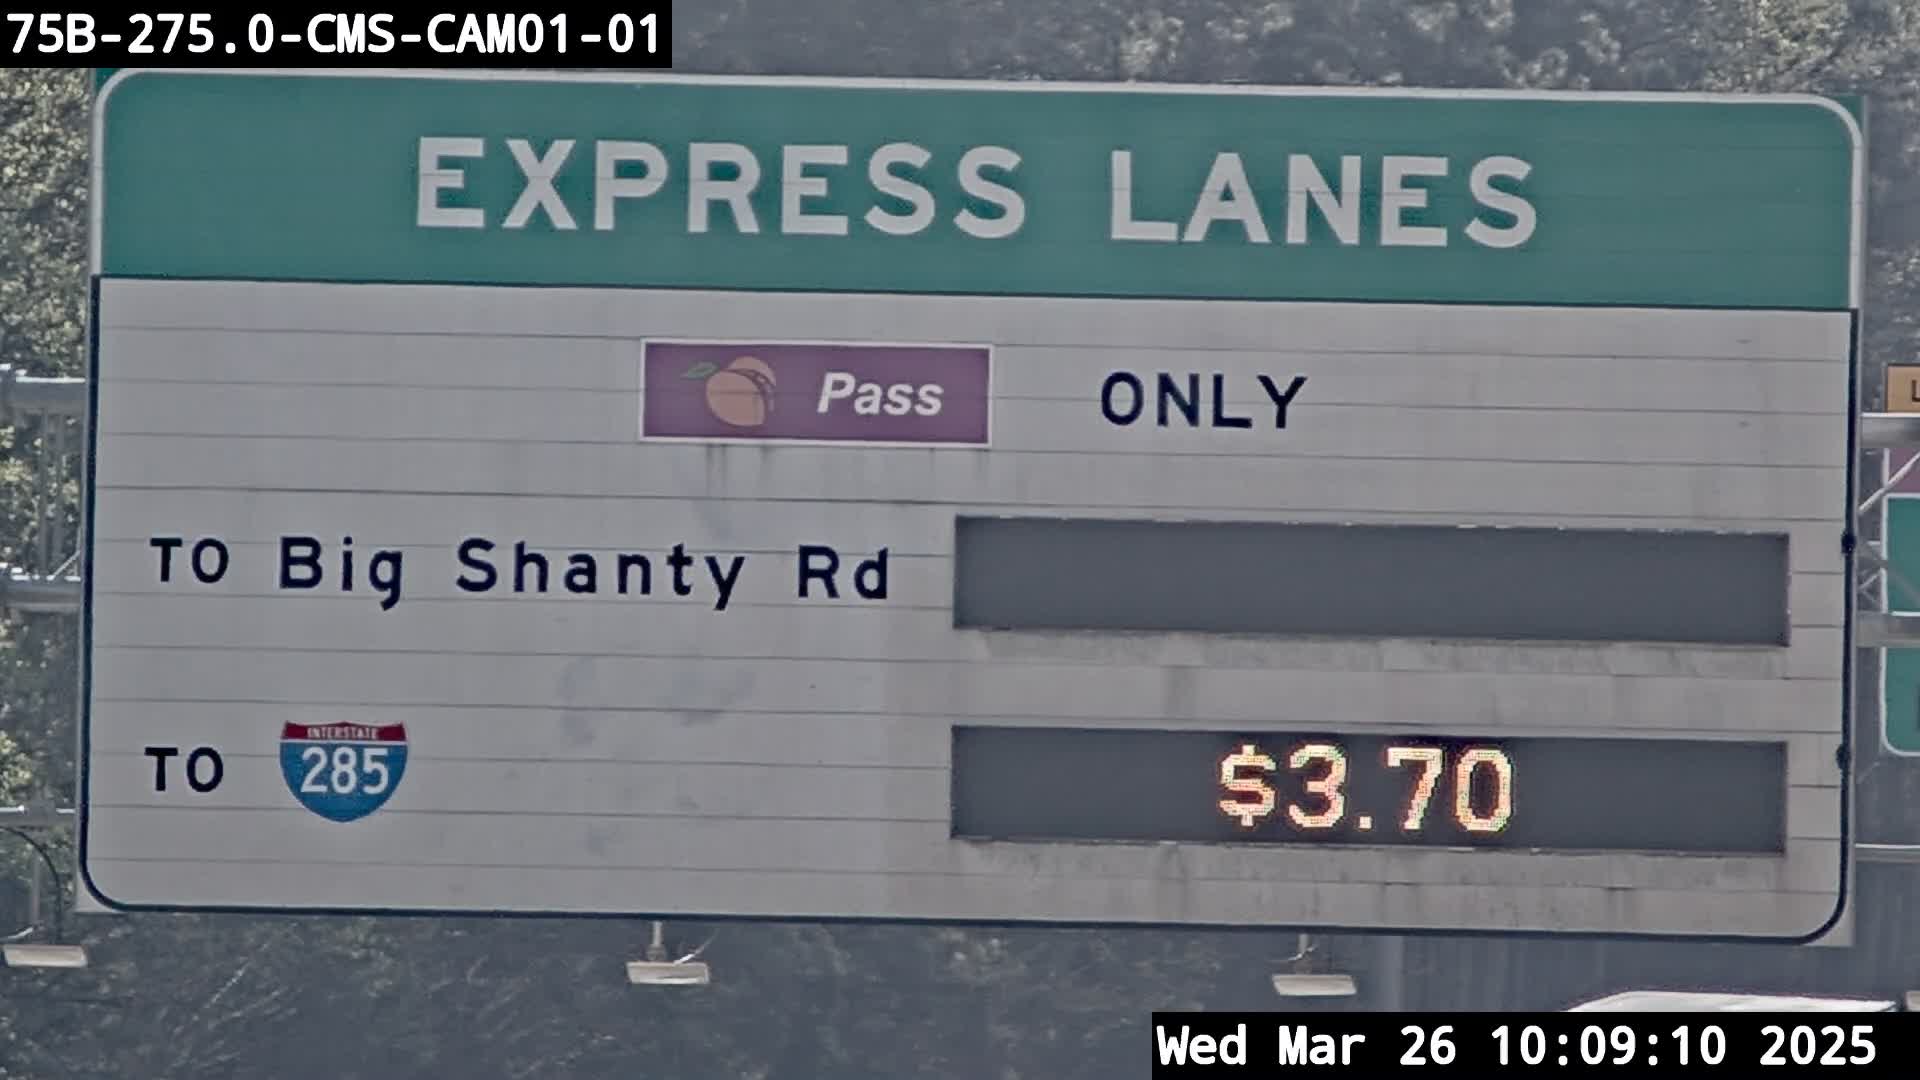 75B-275.0-CMS-CAM01-01
EXPRESS LANES
Pass ONLY
TO Big Shanty Rd
TO INTERSTATE 285 $3.70
Wed Mar 26 10:09:10 2025